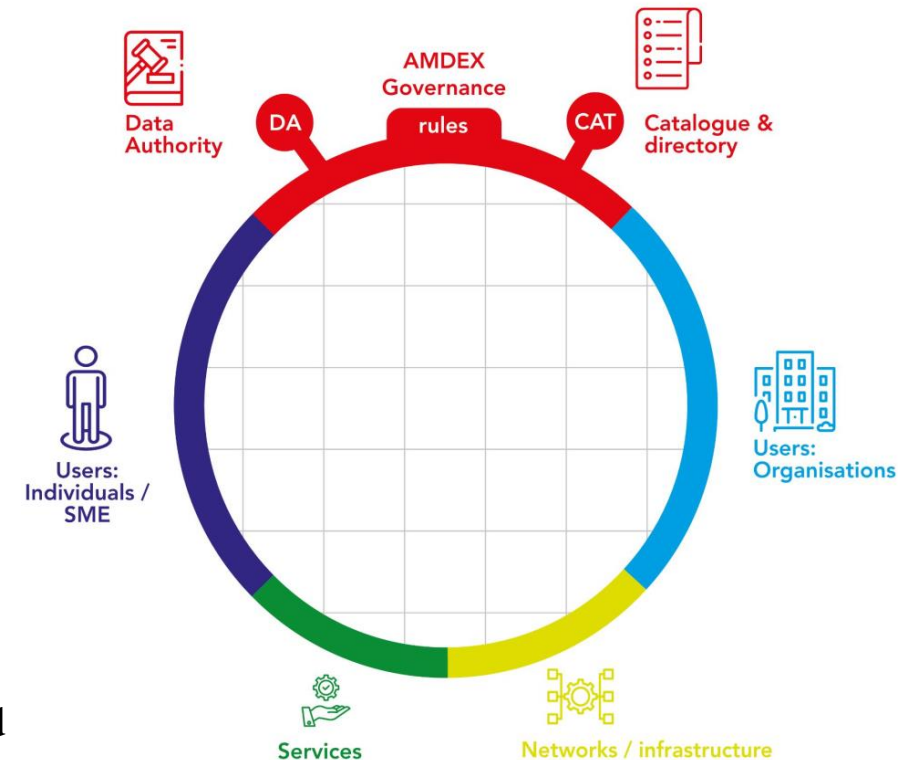 AMDEX
Governance
rules
DA
CAT
Data
Authority
Catalogue &
directory
Users:
Individuals /
SME
Users:
Organisations
Services
Networks / infrastructure